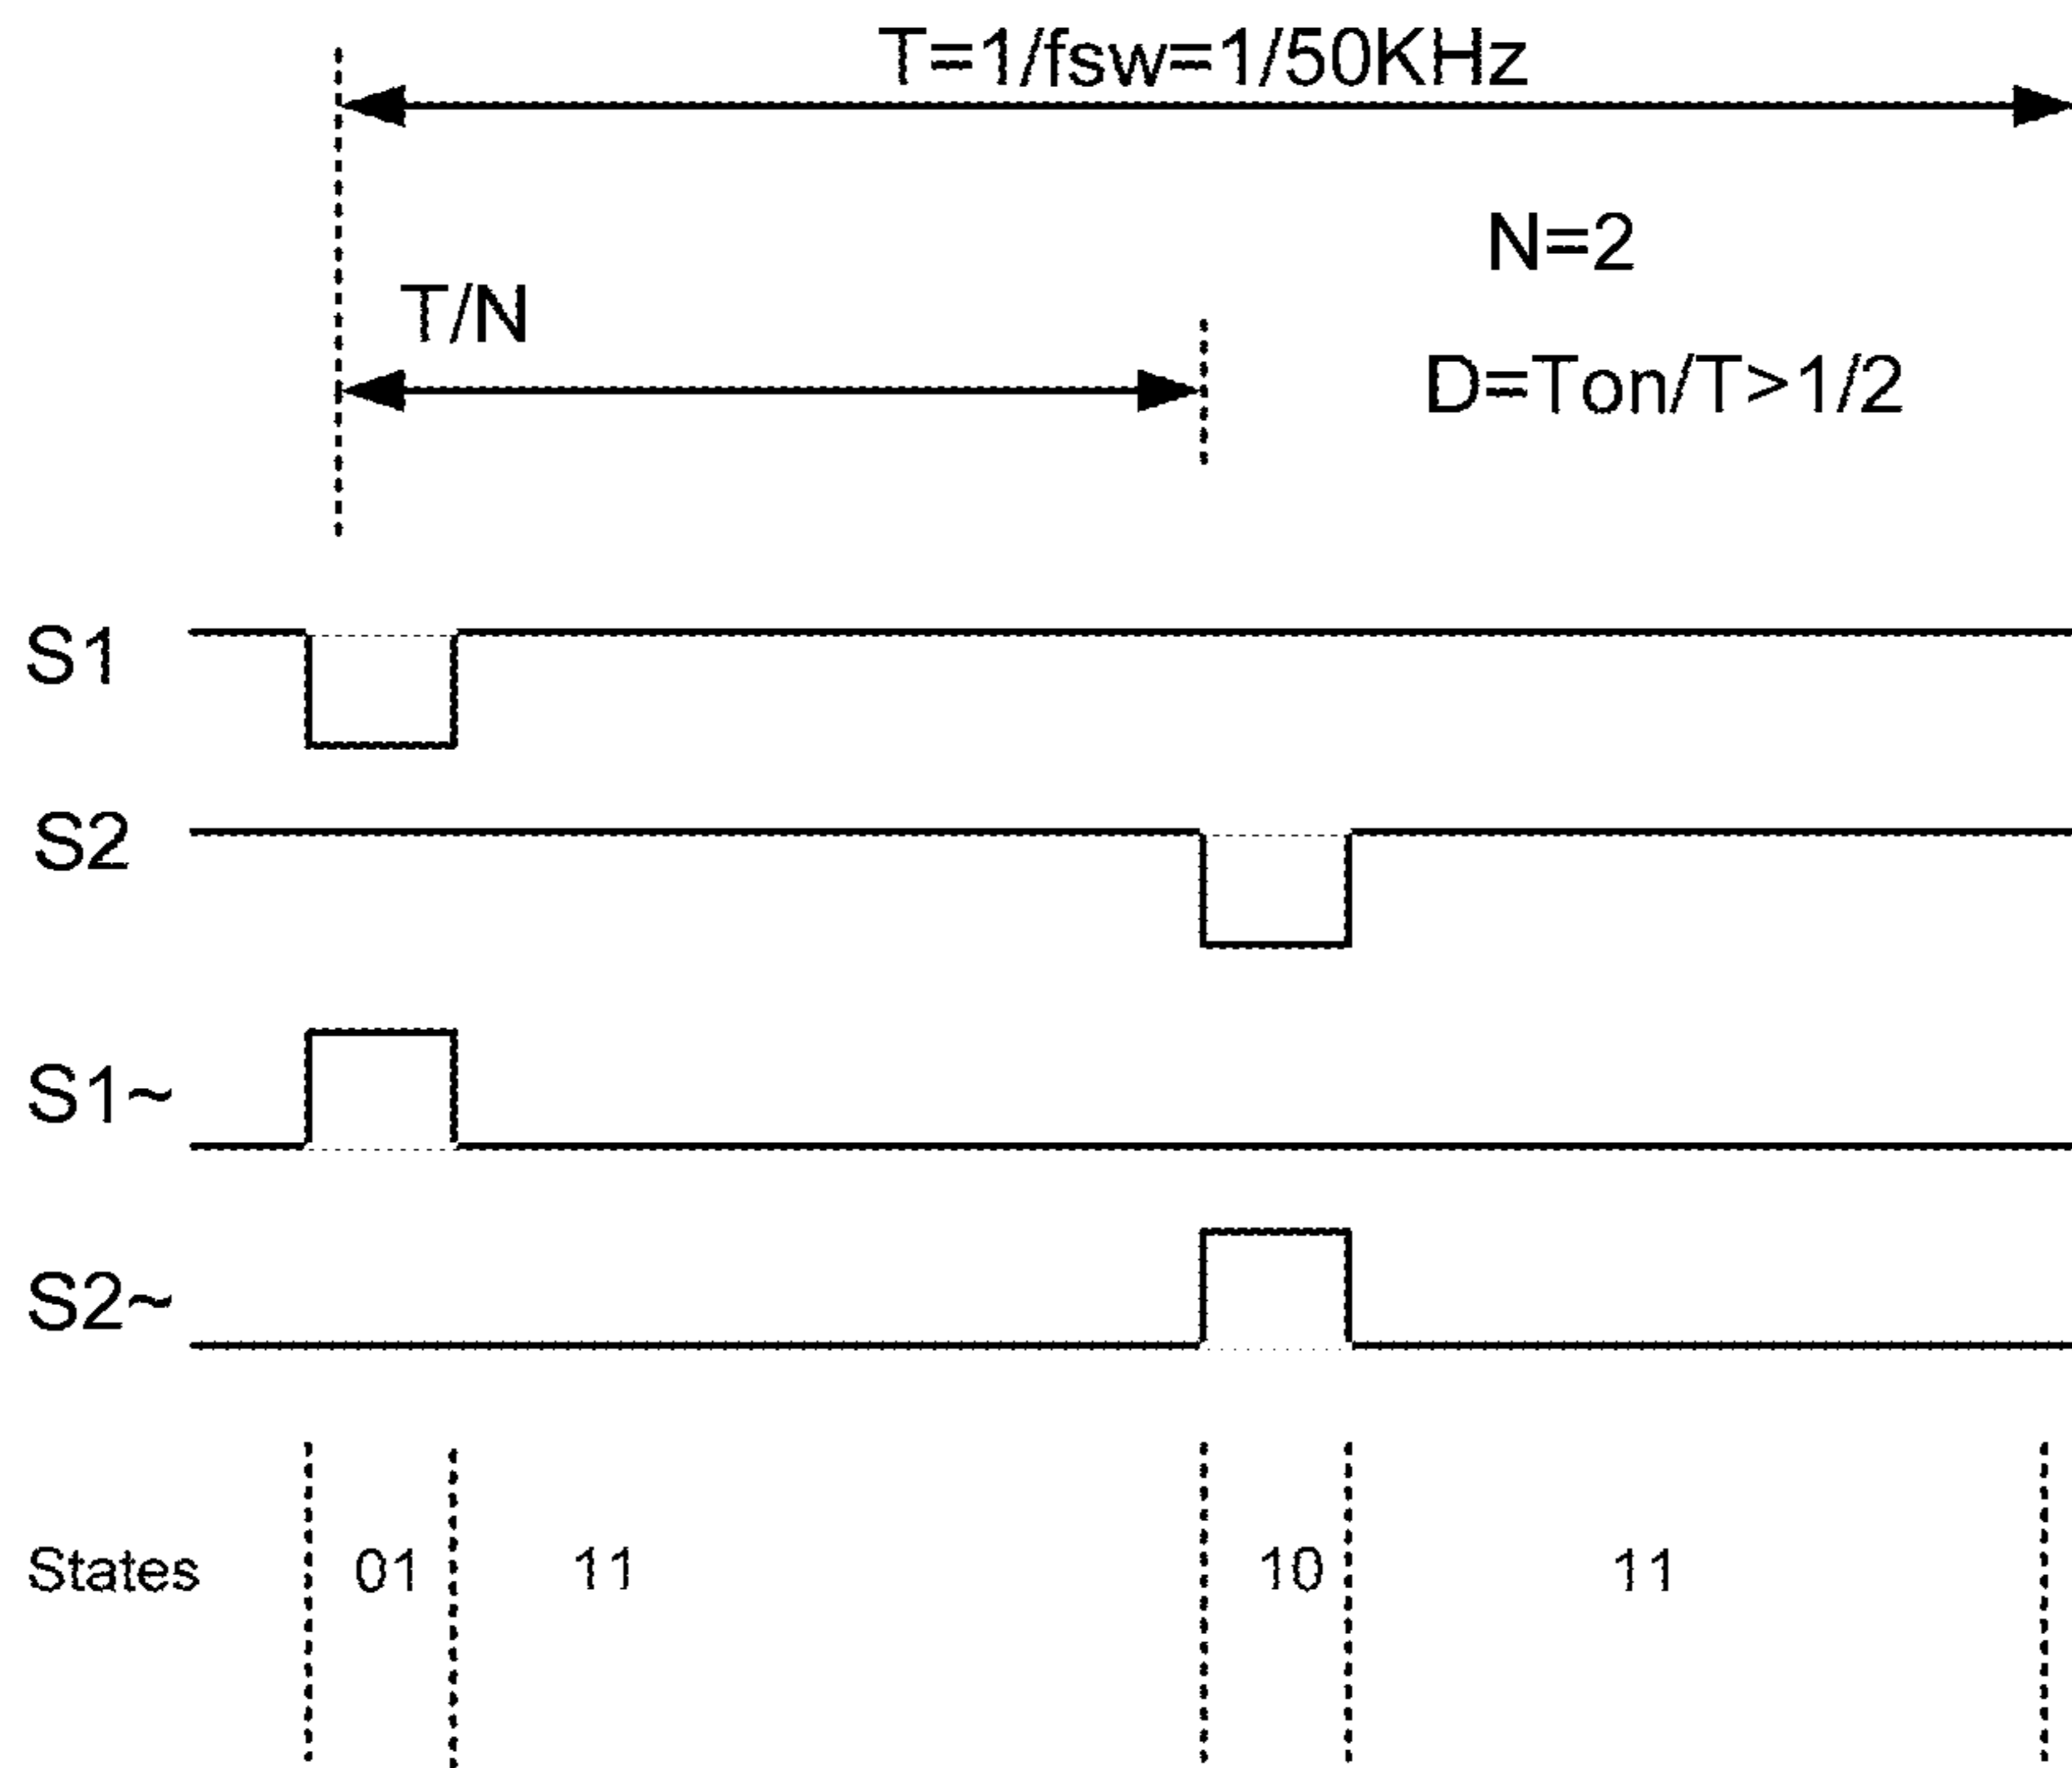 T=1/fsw=1/50KHz
N=2
T/N
D=Ton/T>1/2
S1
S2
S1~
S2~
States 01 11 10 11